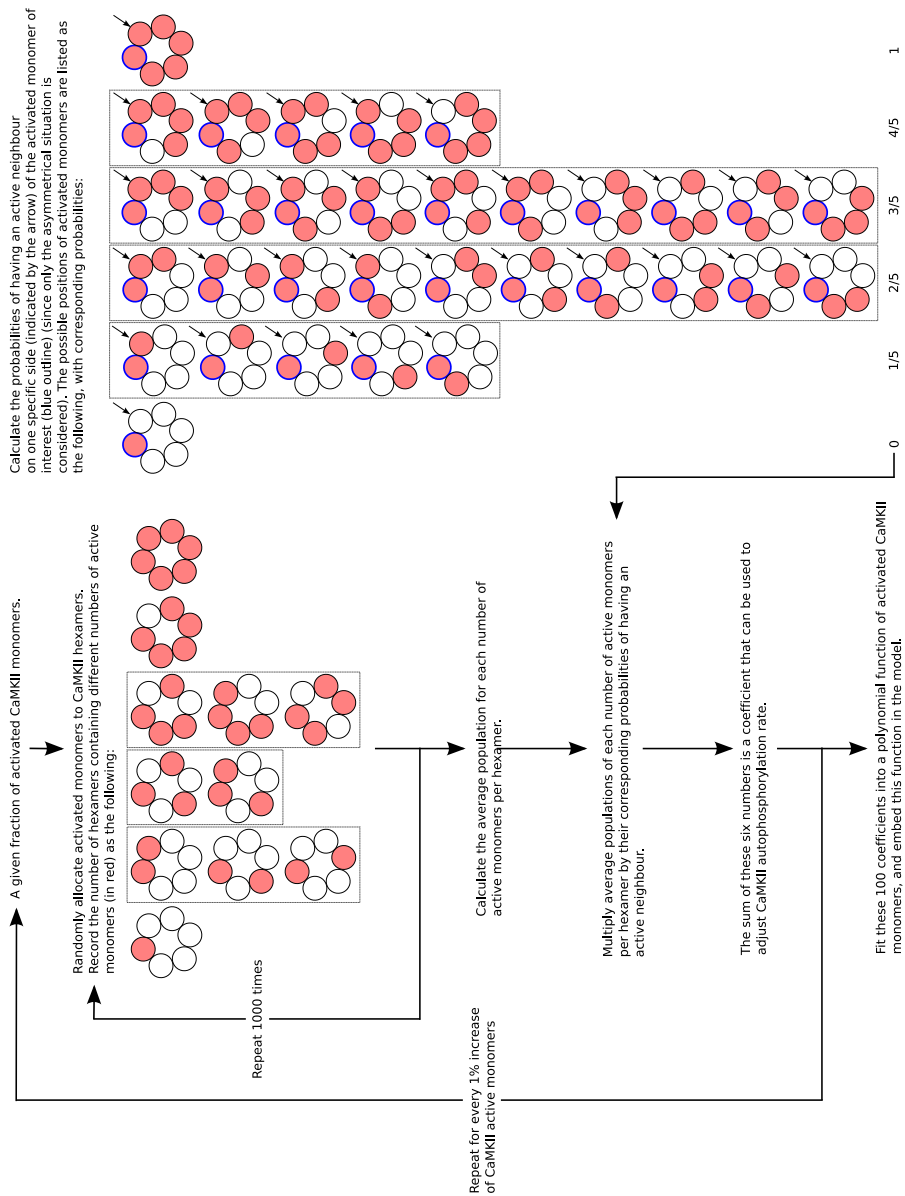 A given fraction of activated CaMKII monomers.
Randomly allocate activated monomers to CaMKII hexamers.
Record the number of hexamers containing different numbers of active
monomers (in red) as the following:
Repeat 1000 times
Calculate the average population for each number of
active monomers per hexamer.
Repeat for every 1% increase
of CaMKII active monomers
Multiply average populations of each number of active monomers
per hexamer by their corresponding probabilities of having an
active neighbour.
The sum of these six numbers is a coefficient that can be used to
adjust CaMKII autophosphorylation rate.
Fit these 100 coefficients into a polynomial function of activated CaMKII
monomers, and embed this function in the model.
Calculate the probabilities of having an active neighbour
on one specific side (indicated by the arrow) of the activated monomer of
interest (blue outline) (since only the asymmetrical situation is
considered). The possible positions of activated monomers are listed as
the following, with corresponding probabilities:
0
1/5
2/5
3/5
4/5
1